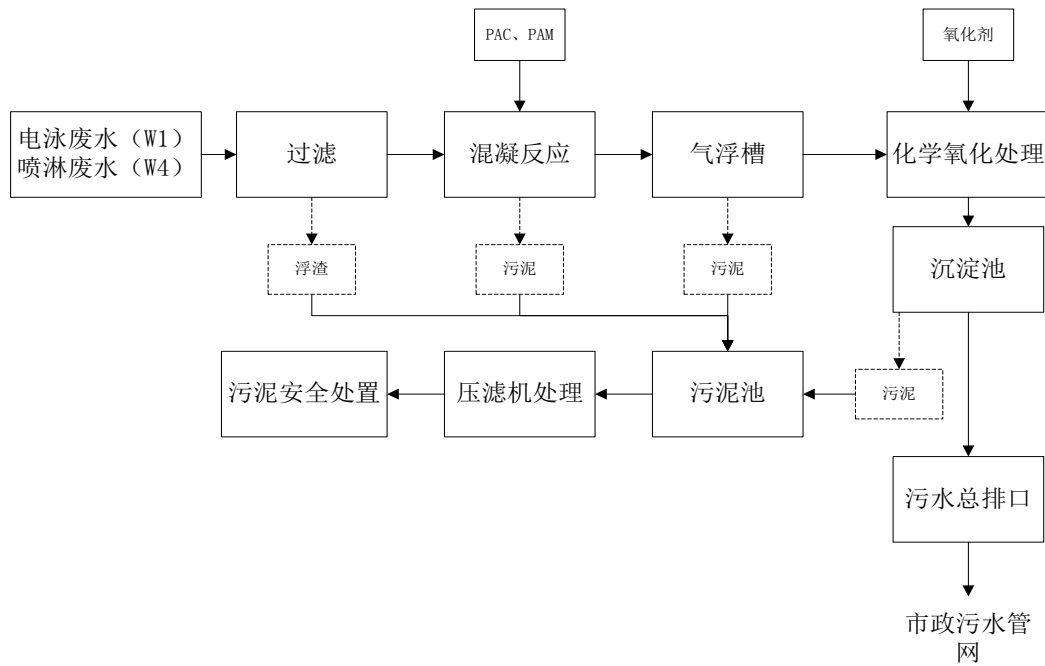 PAC、PAM
氧化剂
电泳废水（W1）
喷淋废水（W4）
过滤
混凝反应
气浮槽
化学氧化处理
浮渣
污泥
污泥
沉淀池
污泥安全处置
压滤机处理
污泥池
污泥
污水总排口
市政污水管
网